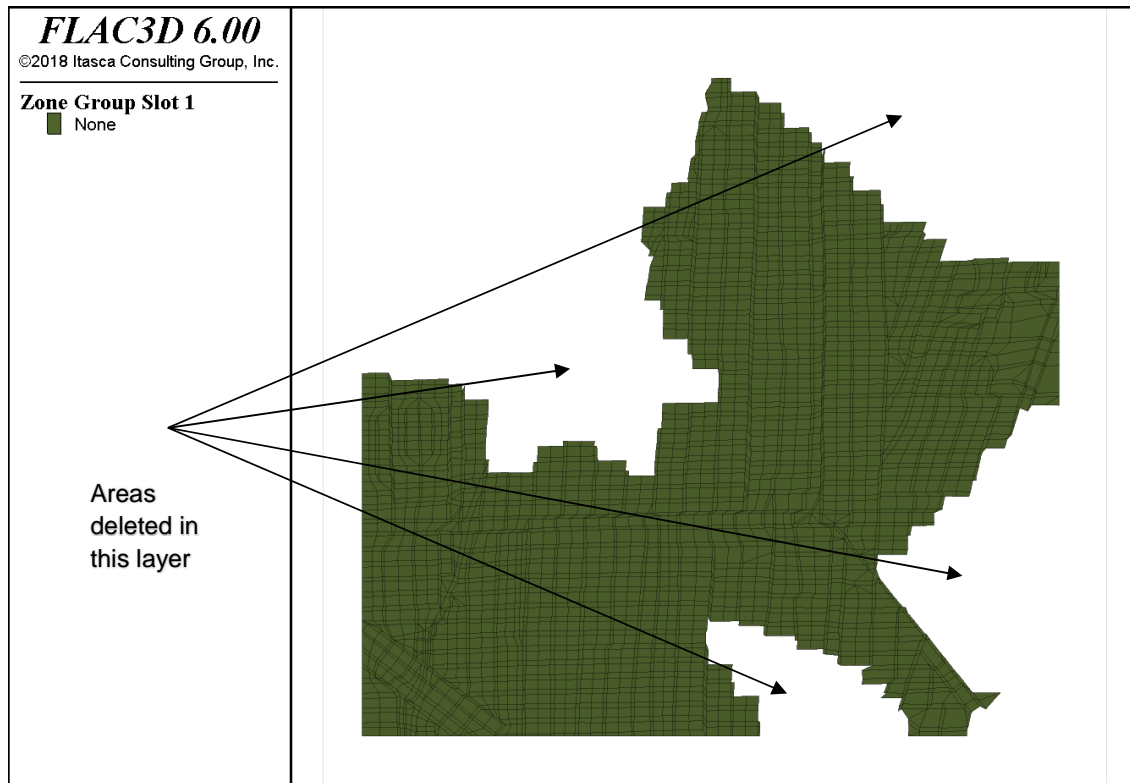 FLAC3D 6.00
©2018 Itasca Consulting Group, Inc.
Zone Group Slot 1
None
Areas
deleted in
this layer